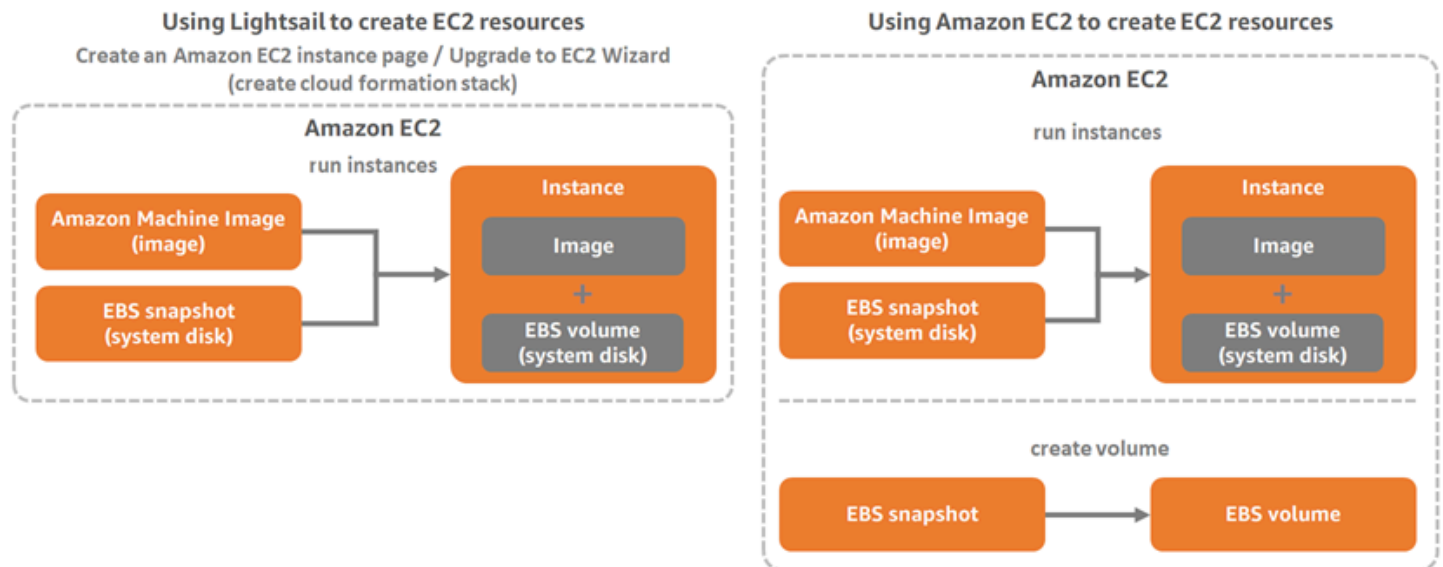 Using Lightsail to create EC2 resources
Create an Amazon EC2 instance page / Upgrade to EC2 Wizard
(create cloud formation stack)
Amazon EC2
run instances
Amazon Machine Image
(image)
EBS snapshot
(system disk)
Instance
Image
+
EBS volume
(system disk)
Using Amazon EC2 to create EC2 resources
Amazon EC2
run instances
Amazon Machine Image
(image)
EBS snapshot
(system disk)
Instance
Image
+
EBS volume
(system disk)
create volume
EBS snapshot
EBS volume